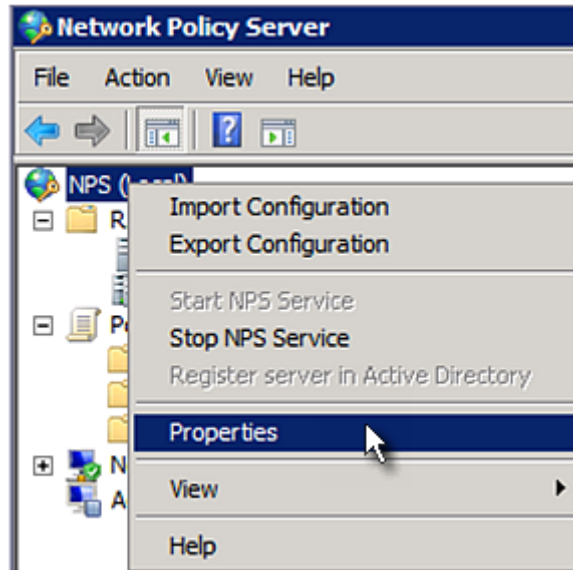 Network Policy Server
File Action View Help
NPS (Local)
Import Configuration
Export Configuration
Start NPS Service
Stop NPS Service
Register server in Active Directory
Properties
View
Help